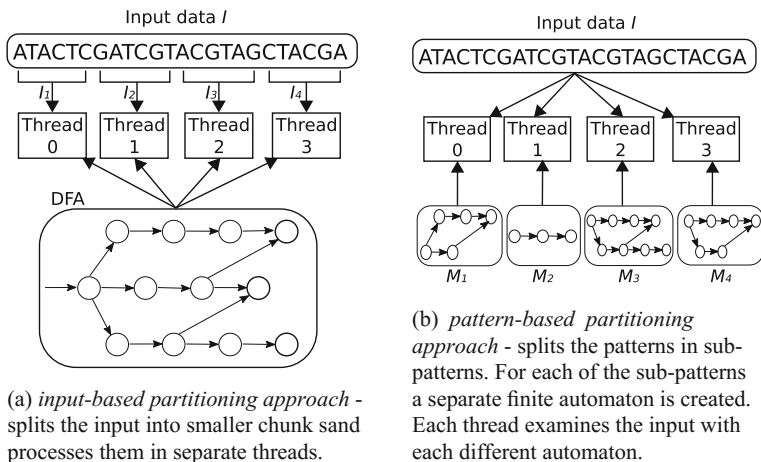 Input data I
ATACTCGATCGTACGTAGCTACGA
I1 I2 I3 I4
Thread 0
Thread 1
Thread 2
Thread 3
DFA
(a) input-based partitioning approach -
splits the input into smaller chunk sand
processes them in separate threads.
Input data I
ATACTCGATCGTACGTAGCTACGA
Thread 0
Thread 1
Thread 2
Thread 3
M1 M2 M3 M4
(b) pattern-based partitioning
approach - splits the patterns in sub-
patterns. For each of the sub-patterns
a separate finite automaton is created.
Each thread examines the input with
each different automaton.